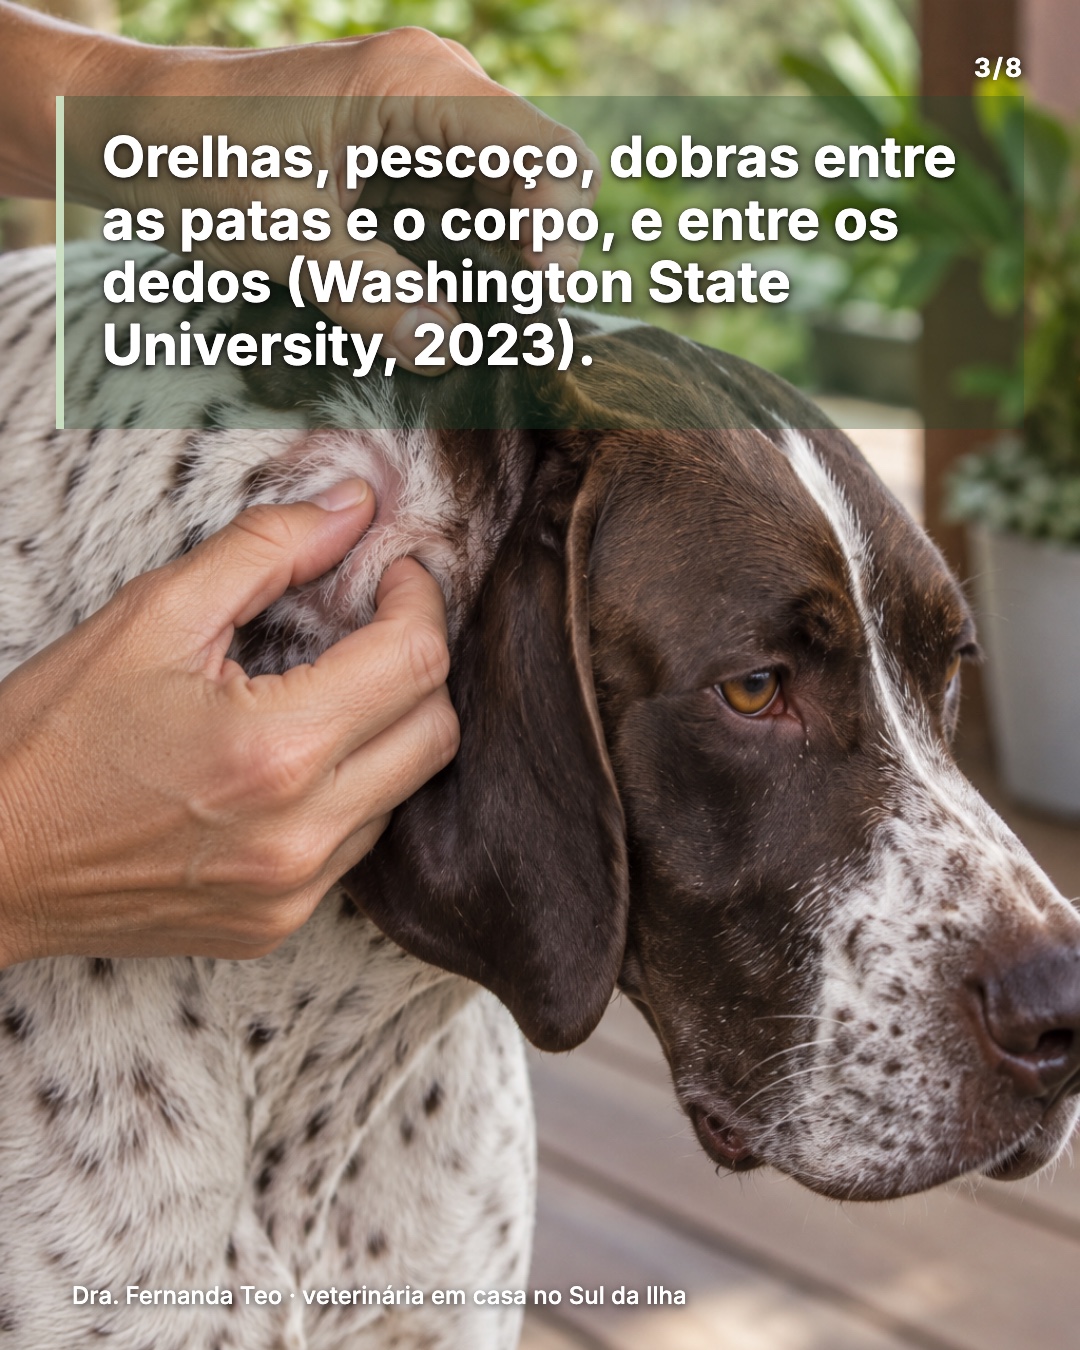 3/8
Orelhas, pescoço, dobras entre
as patas e o corpo, e entre os
dedos (Washington State
University, 2023).
Dra. Fernanda Teo · veterinária em casa no Sul da Ilha